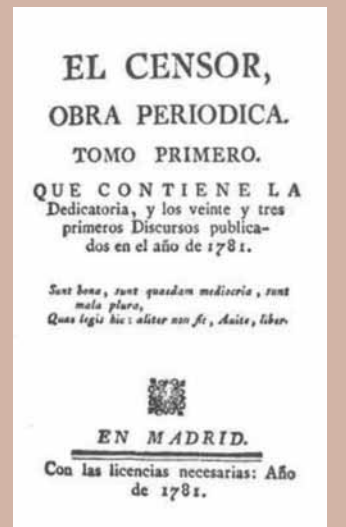 EL CENSOR,
OBRA PERIODICA.
TOMO PRIMERO.
QUE CONTIENE LA
Dedicatoria, y los veinte y tres
primeros Discursos publica-
dos en el año de 1781.
Sunt bona, sunt quaedam mediocria, sunt
mala plura,
Quae legis hic: aliter non fit, Auite, liber.
EN MADRID.
Con las licencias necesarias: Año
de 1781.